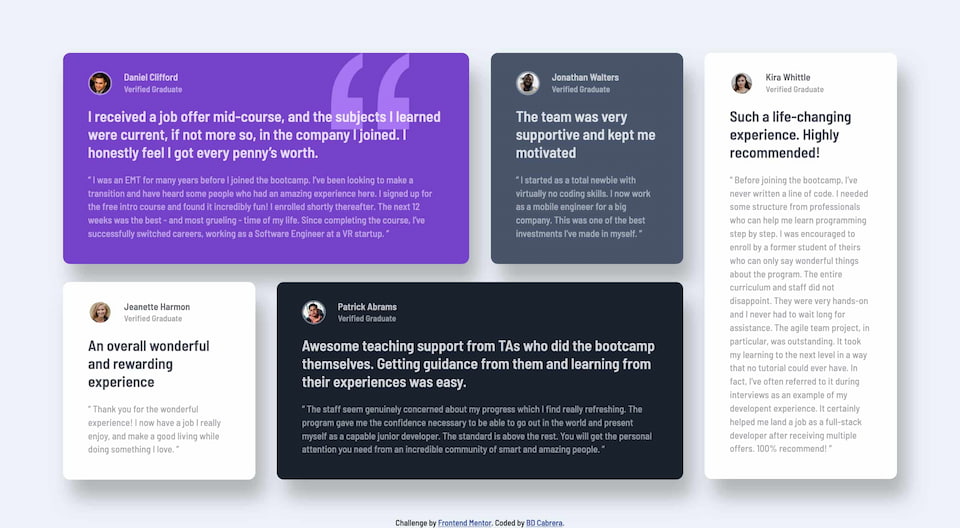 Daniel Clifford
Verified Graduate
I received a job offer mid-course, and the subjects I learned
were current, if not more so, in the company I joined. I
honestly feel I got every penny’s worth.
“ I was an EMT for many years before I joined the bootcamp. I’ve been looking to make a
transition and have heard some people who had an amazing experience here. I signed up for
the free intro course and found it incredibly fun! I enrolled shortly thereafter. The next 12
weeks was the best - and most grueling - time of my life. Since completing the course, I’ve
successfully switched careers, working as a Software Engineer at a VR startup. ”
Jonathan Walters
Verified Graduate
The team was very
supportive and kept me
motivated
“ I started as a total newbie with
virtually no coding skills. I now work
as a mobile engineer for a big
company. This was one of the best
investments I’ve made in myself. ”
Kira Whittle
Verified Graduate
Such a life-changing
experience. Highly
recommended!
“ Before joining the bootcamp, I’ve
never written a line of code. I needed
some structure from professionals
who can help me learn programming
step by step. I was encouraged to
enroll by a former student of theirs
who can only say wonderful things
about the program. The entire
curriculum and staff did not
disappoint. They were very hands-on
and I never had to wait long for
assistance. The agile team project, in
particular, was outstanding. It took
my learning to the next level in a way
that no tutorial could ever have. In
fact, I’ve often referred to it during
interviews as an example of my
developent experience. It certainly
helped me land a job as a full-stack
developer after receiving multiple
offers. 100% recommend! ”
Jeanette Harmon
Verified Graduate
An overall wonderful
and rewarding
experience
“ Thank you for the wonderful
experience! I now have a job I really
enjoy, and make a good living while
doing something I love. ”
Patrick Abrams
Verified Graduate
Awesome teaching support from TAs who did the bootcamp
themselves. Getting guidance from them and learning from
their experiences was easy.
“ The staff seem genuinely concerned about my progress which I find really refreshing. The
program gave me the confidence necessary to be able to go out in the world and present
myself as a capable junior developer. The standard is above the rest. You will get the personal
attention you need from an incredible community of smart and amazing people. ”
Challenge by Frontend Mentor. Coded by BD Cabrera.